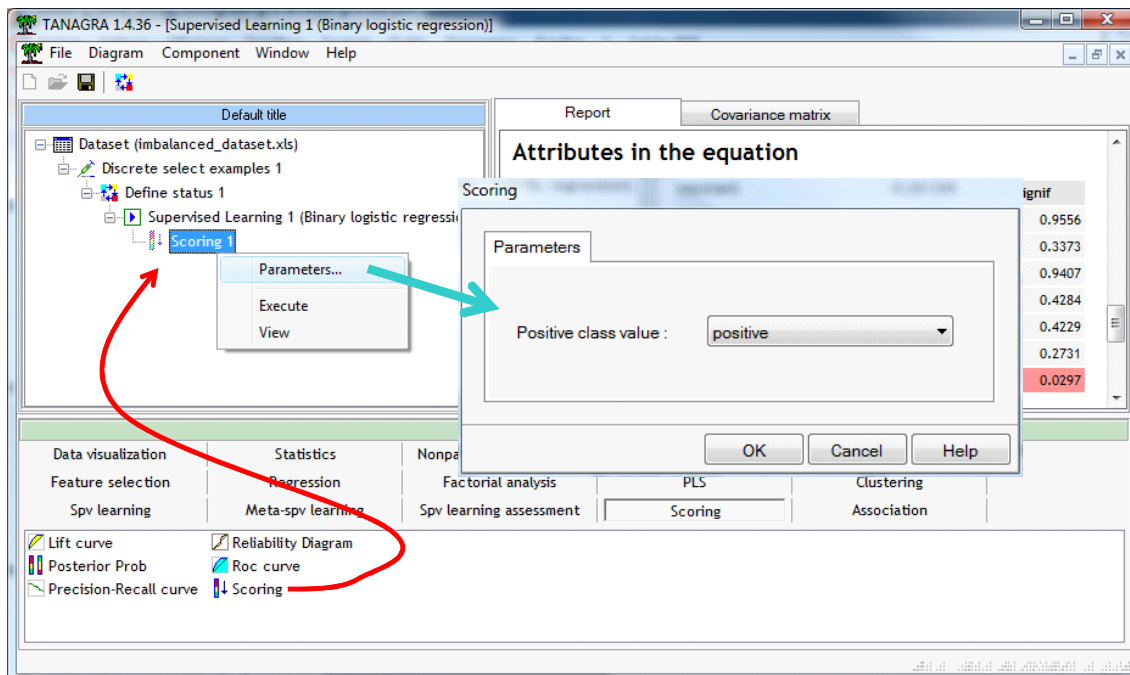 TANAGRA 1.4.36 - [Supervised Learning 1 (Binary logistic regression)]
File Diagram Component Window Help
Default title
Dataset (imbalanced_dataset.xls)
Discrete select examples 1
Define status 1
Supervised Learning 1 (Binary logistic regressi
Scoring 1
Parameters...
Execute
View
Report Covariance matrix
Attributes in the equation
ignif
0.9556
0.3373
0.9407
0.4284
0.4229
0.2731
0.0297
Scoring
Parameters
Positive class value : positive
OK Cancel Help
Data visualization Statistics Nonpa
Feature selection Regression Factorial analysis PLS Clustering
Spv learning Meta-spv learning Spv learning assessment Scoring Association
Lift curve Reliability Diagram
Posterior Prob Roc curve
Precision-Recall curve Scoring